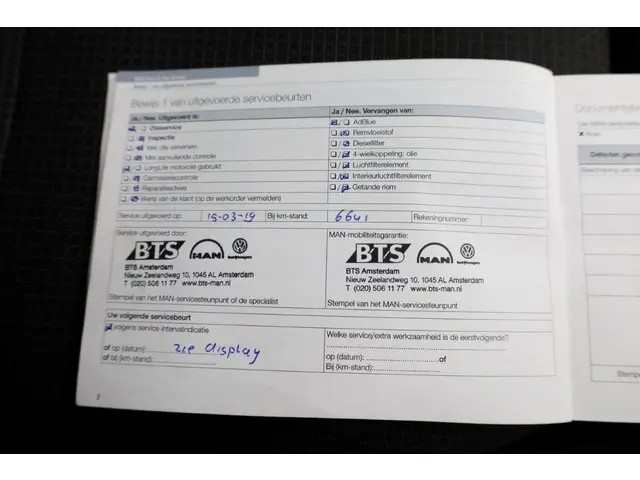 Bewijs 1 van uitgevoerde servicebeurten
Ja / Nee. Uitgevoerd is:
Olieservice
Inspectie
Met olie verversen
Met aanvullende controle
LongLife motorolie gebruikt
Carrosseriecontrole
Reparatieadvies
Wens van de klant (op de werkorder vermelden)
Ja / Nee. Vervangen van:
AdBlue
Remvloeistof
Dieselfilter
4-wielkoppeling: olie
Luchtfilterelement
Interieurluchtfilterelement
Getande riem
Service uitgevoerd op: 15-03-19 Bij km-stand: 6641 Rekeningnummer:
Service uitgevoerd door:
BTS MAN
BTS Amsterdam
Nieuw Zeelandweg 10, 1045 AL Amsterdam
T (020) 506 11 77 www.bts-man.nl
Stempel van het MAN-servicesteunpunt of de specialist
MAN-mobiliteitsgarantie:
BTS MAN
BTS Amsterdam
Nieuw Zeelandweg 10, 1045 AL Amsterdam
T (020) 506 11 77 www.bts-man.nl
Stempel van het MAN-servicesteunpunt
Uw volgende servicebeurt
volgens service-intervalindicatie
of op (datum): zie display
of bij (km-stand):
Welke service/extra werkzaamheid is de eerstvolgende?
op (datum): of
Bij (km-stand):
Documentatie
Defecten
Stempel